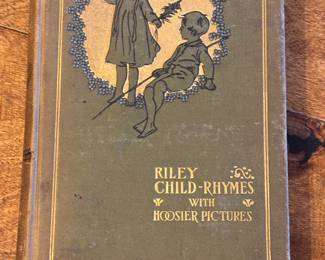 RILEY
CHILD-RHYMES
WITH
HOOSIER PICTURES